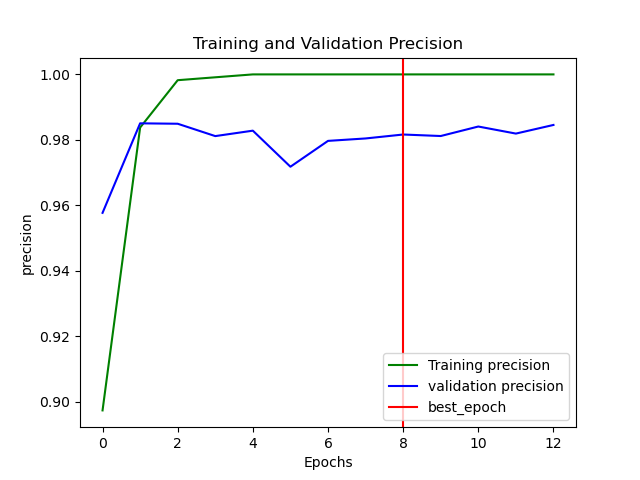 Training and Validation Precision
1.00
0.98
0.96
0.94
0.92
0.90
precision
0 2 4 6 8 10 12
Epochs
Training precision
validation precision
best_epoch